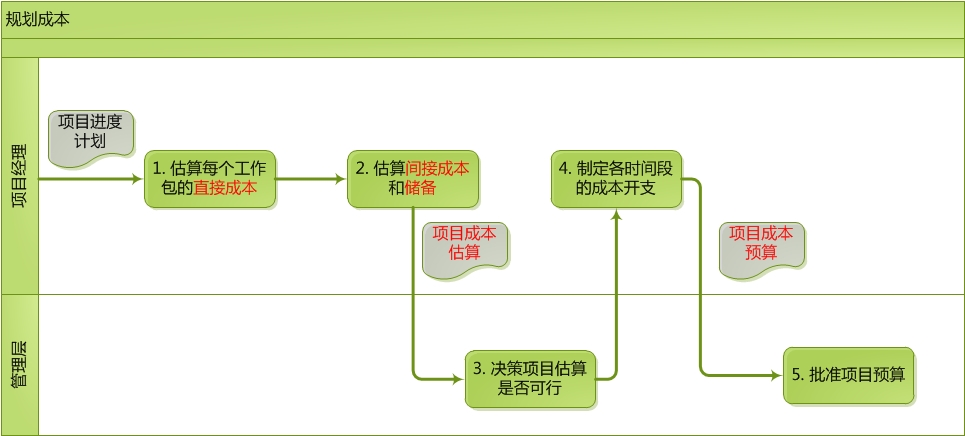 规划成本
项目经理
项目进度
计划
1. 估算每个工作
包的直接成本
2. 估算间接成本
和储备
项目成本
估算
4. 制定各时间段
的成本开支
项目成本
预算
管理层
3. 决策项目估算
是否可行
5. 批准项目预算